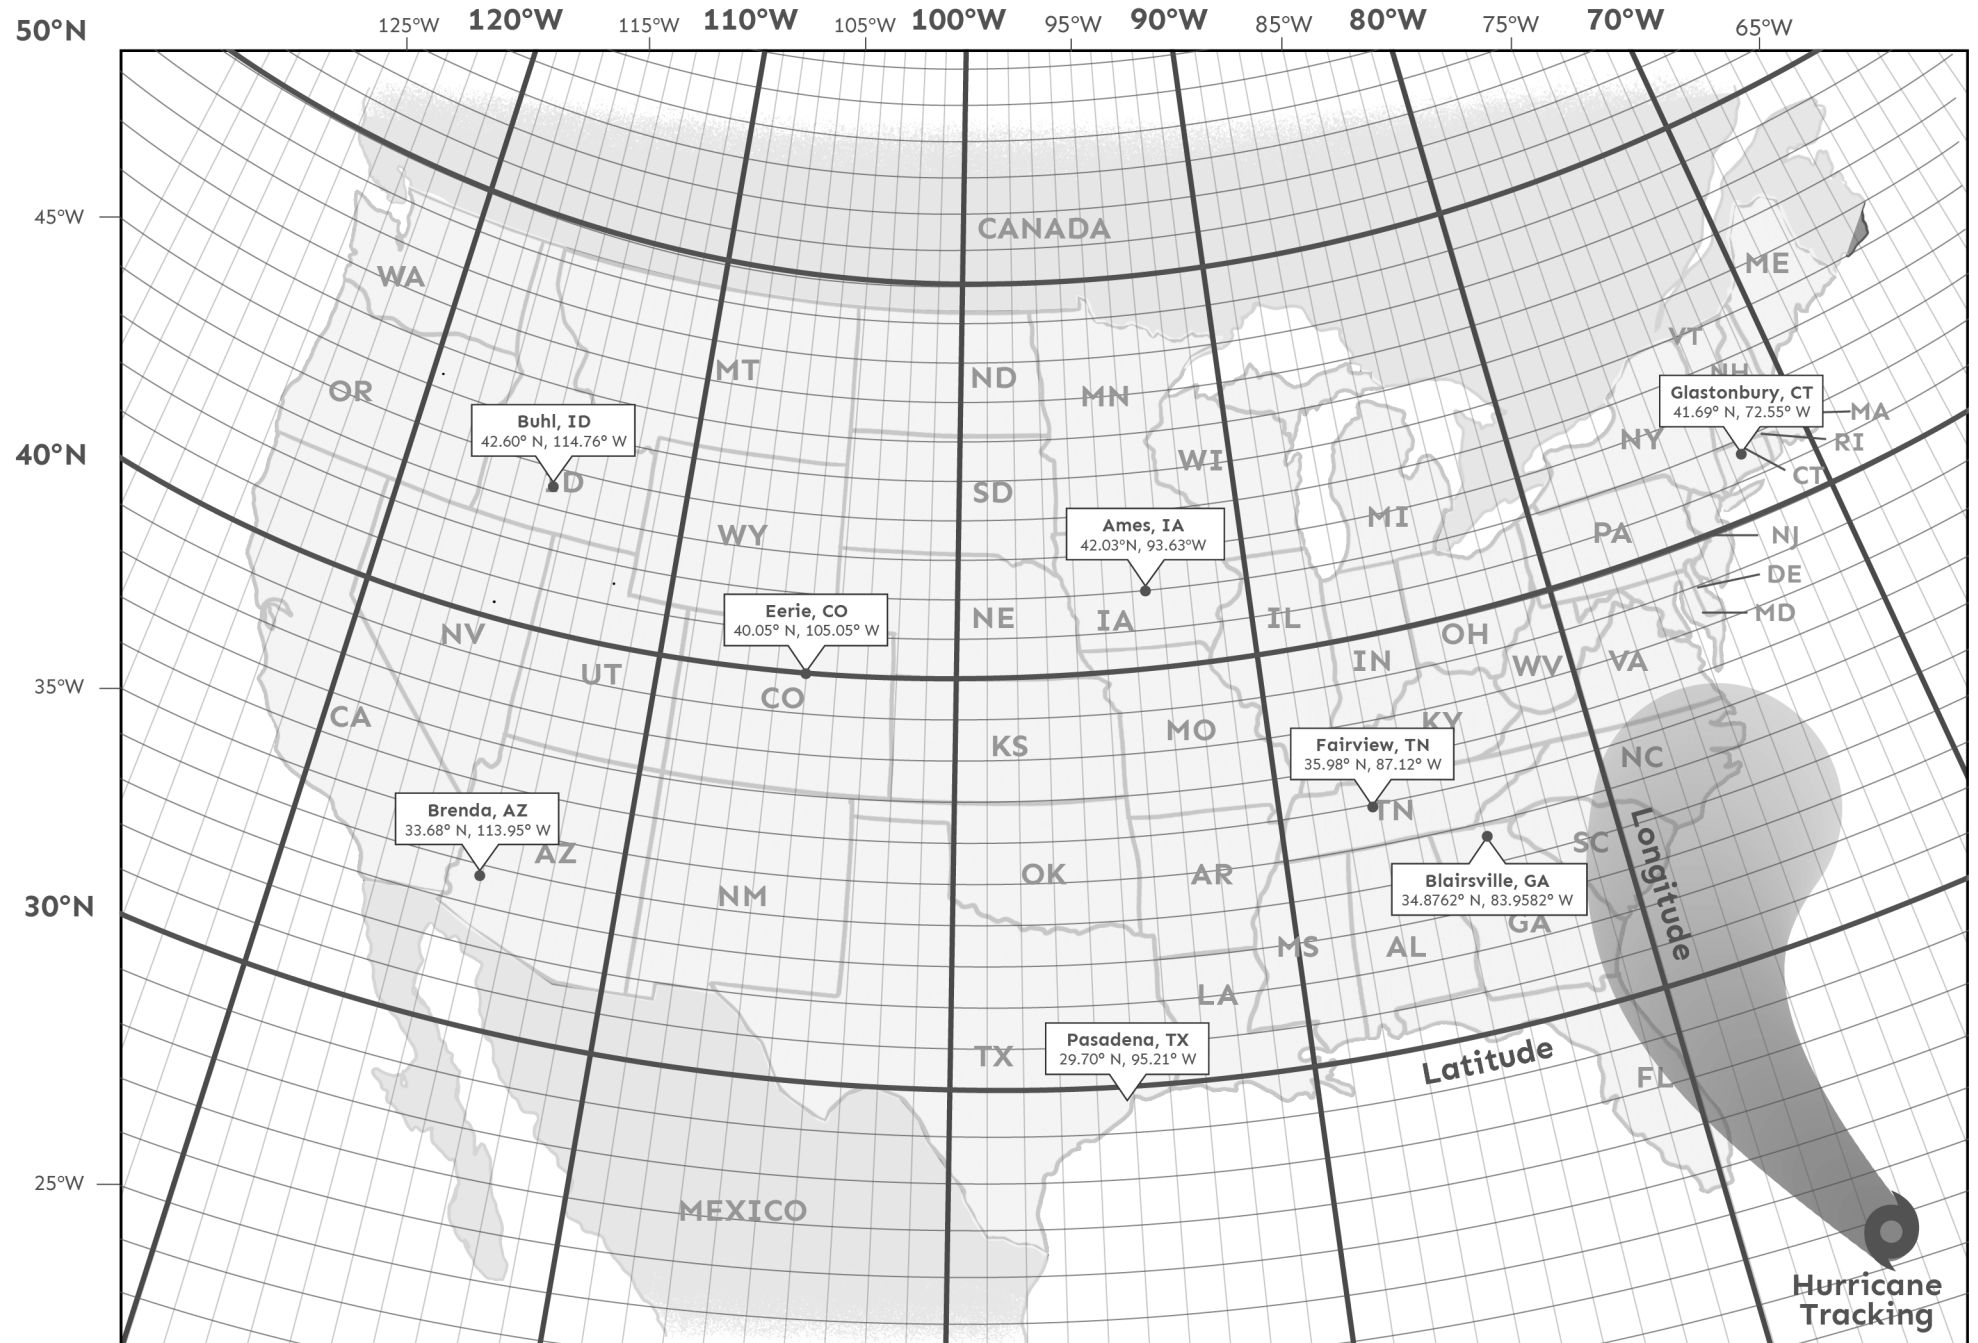 50°N
125°W 120°W 115°W 110°W 105°W 100°W 95°W 90°W 85°W 80°W 75°W 70°W 65°W
45°W
CANADA
WA
ME
VT
MT
ND
NH
OR
MN
Glastonbury, CT
41.69° N, 72.55° W
MA
Buhl, ID
42.60° N, 114.76° W
NY
RI
40°N
WI
CT
D
SD
MI
Ames, IA
42.03°N, 93.63°W
WY
PA
NJ
DE
Eerie, CO
40.05° N, 105.05° W
NE
IA
IL
MD
NV
OH
IN
WV
VA
UT
35°W
CO
CA
KY
MO
KS
Fairview, TN
35.98° N, 87.12° W
NC
Brenda, AZ
33.68° N, 113.95° W
TN
AZ
SC
Longitude
OK
AR
Blairsville, GA
34.8762° N, 83.9582° W
NM
30°N
GA
MS
AL
LA
Pasadena, TX
29.70° N, 95.21° W
TX
Latitude
FL
25°W
MEXICO
Hurricane
Tracking